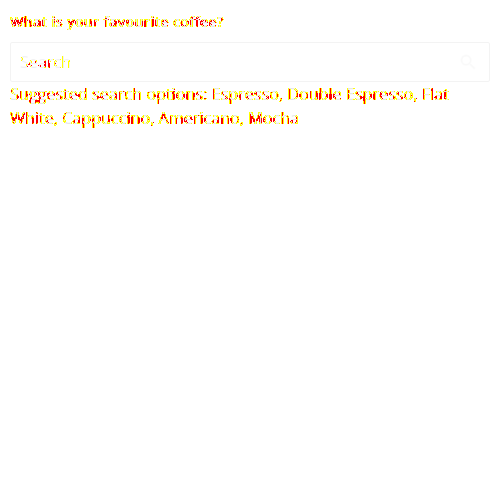 What is your favourite coffee?
Search
Suggested search options: Espresso, Double Espresso, Flat
White, Cappuccino, Americano, Mocha